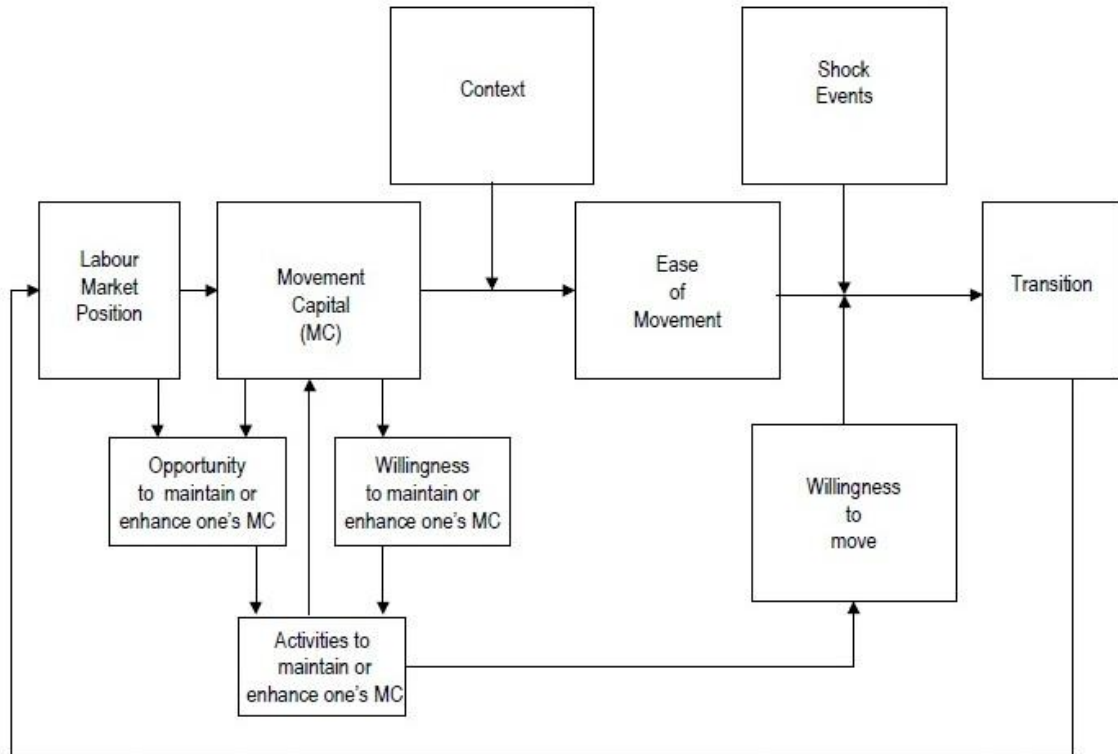 Context
Shock
Events
Labour
Market
Position
Movement
Capital
(MC)
Ease
of
Movement
Transition
Opportunity
to maintain or
enhance one's MC
Willingness
to maintain or
enhance one's MC
Willingness
to
move
Activities to
maintain or
enhance one's MC